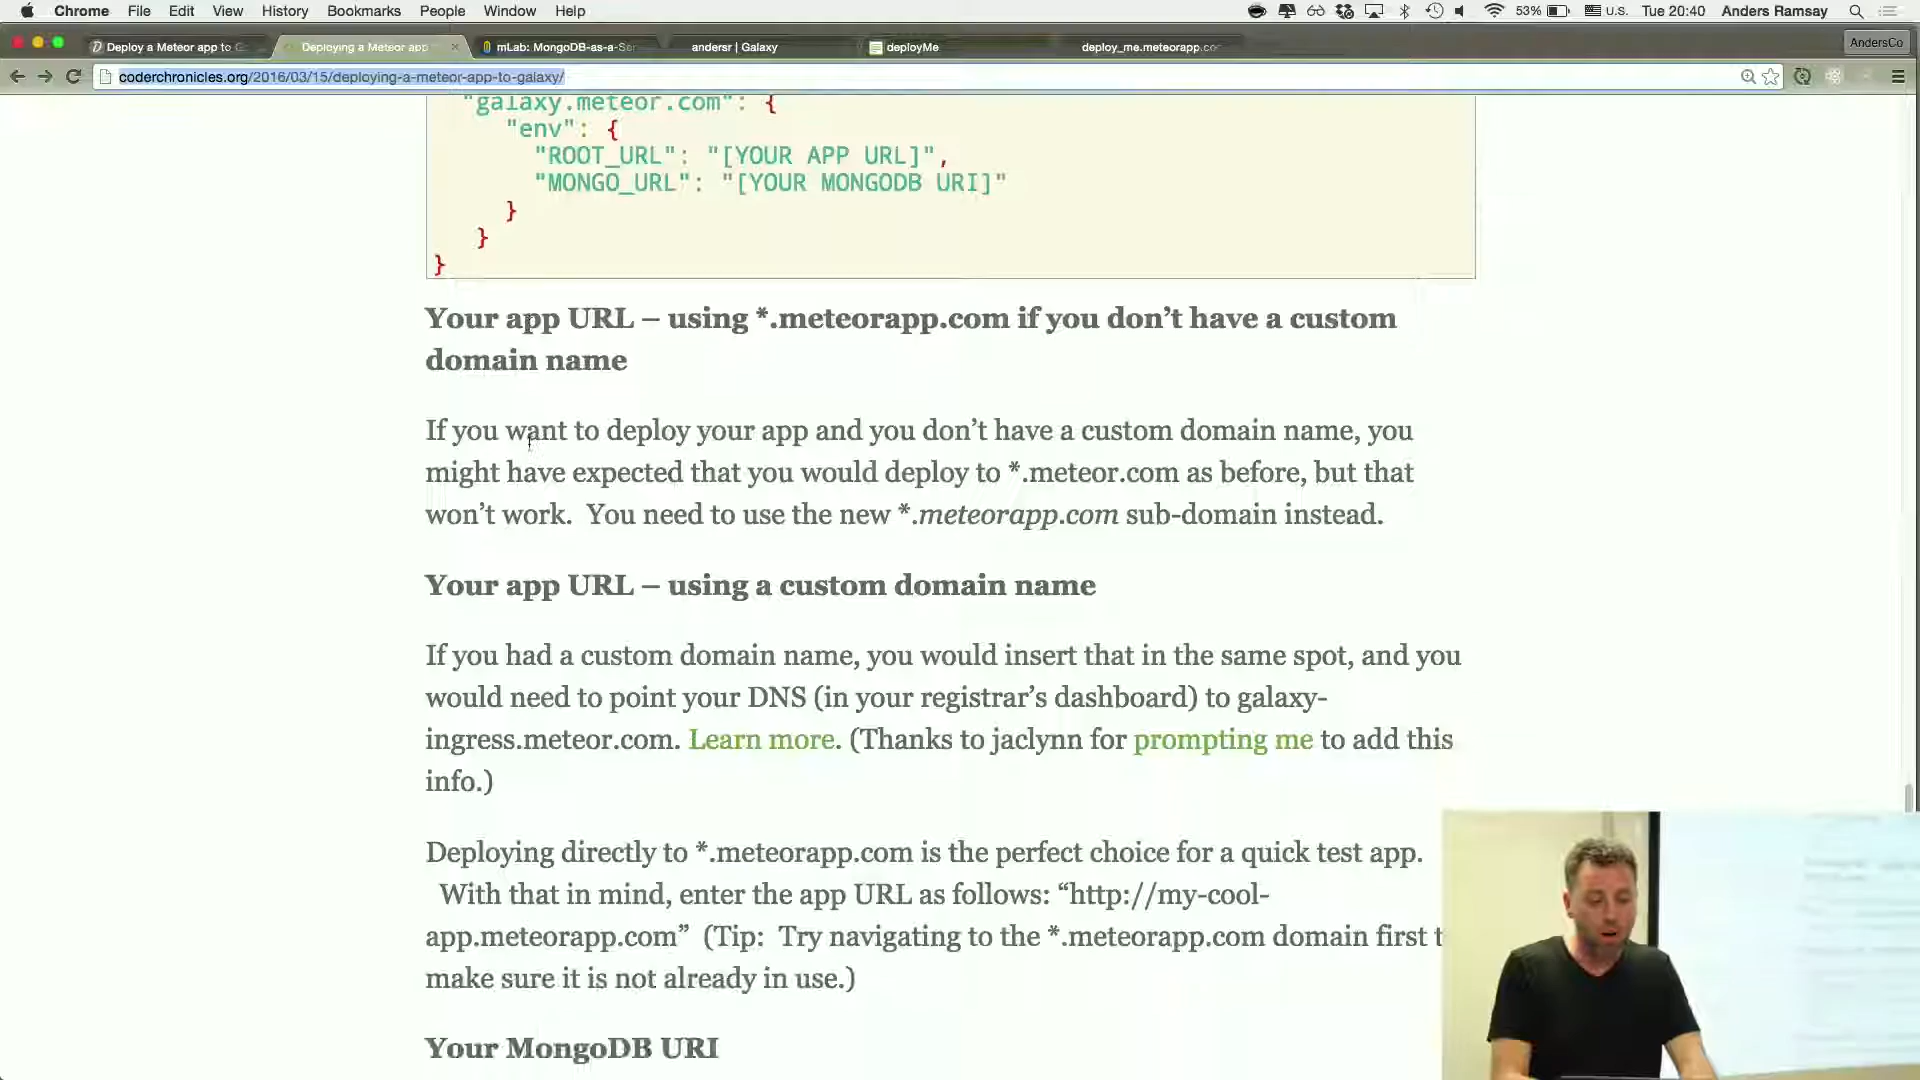 Chrome File Edit View History Bookmarks People Window Help 53% U.S. Tue 20:40 Anders Ramsay
Deploy a Meteor app to G Deploying a Meteor app mLab: MongoDB-as-a-Se andersr | Galaxy deployMe deploy_me.meteorapp.co AndersCo
coderchronicles.org/2016/03/15/deploying-a-meteor-app-to-galaxy/
"galaxy.meteor.com": {
"env": {
"ROOT_URL": "[YOUR APP URL]",
"MONGO_URL": "[YOUR MONGODB URI]"
}
}
}
Your app URL – using *.meteorapp.com if you don’t have a custom
domain name
If you want to deploy your app and you don’t have a custom domain name, you
might have expected that you would deploy to *.meteor.com as before, but that
won’t work. You need to use the new *.meteorapp.com sub-domain instead.
Your app URL – using a custom domain name
If you had a custom domain name, you would insert that in the same spot, and you
would need to point your DNS (in your registrar’s dashboard) to galaxy-
ingress.meteor.com. Learn more. (Thanks to jaclynn for prompting me to add this
info.)
Deploying directly to *.meteorapp.com is the perfect choice for a quick test app.
With that in mind, enter the app URL as follows: “http://my-cool-
app.meteorapp.com” (Tip: Try navigating to the *.meteorapp.com domain first t
make sure it is not already in use.)
Your MongoDB URI